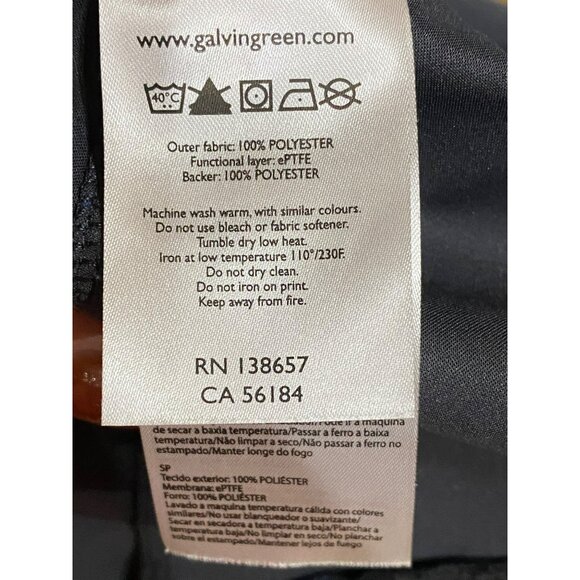 www.galvingreen.com
40°C
Outer fabric: 100% POLYESTER
Functional layer: ePTFE
Backer: 100% POLYESTER
Machine wash warm, with similar colours.
Do not use bleach or fabric softener.
Tumble dry low heat.
Iron at low temperature 110°/230F.
Do not dry clean.
Do not iron on print.
Keep away from fire.
RN 138657
CA 56184
ir a maquina
de secar a baxia temperatura/Passar a ferro a baixa
temperatura/Não limpar a seco/Não passar a ferro no
estampado/Manter longe do fogo
SP
Tecido exterior: 100% POLIÉSTER
Membrana: ePTFE
Forro: 100% POLIÉSTER
Lavado a maquina temperatura cálida con colores
similares/No usar blanqueador o suavizante/
Secar en secadora a temperatura baja/Planchar a
temperatura baja/No limpiar en seco/No planchar
estampados/Mantener lejos de fuego